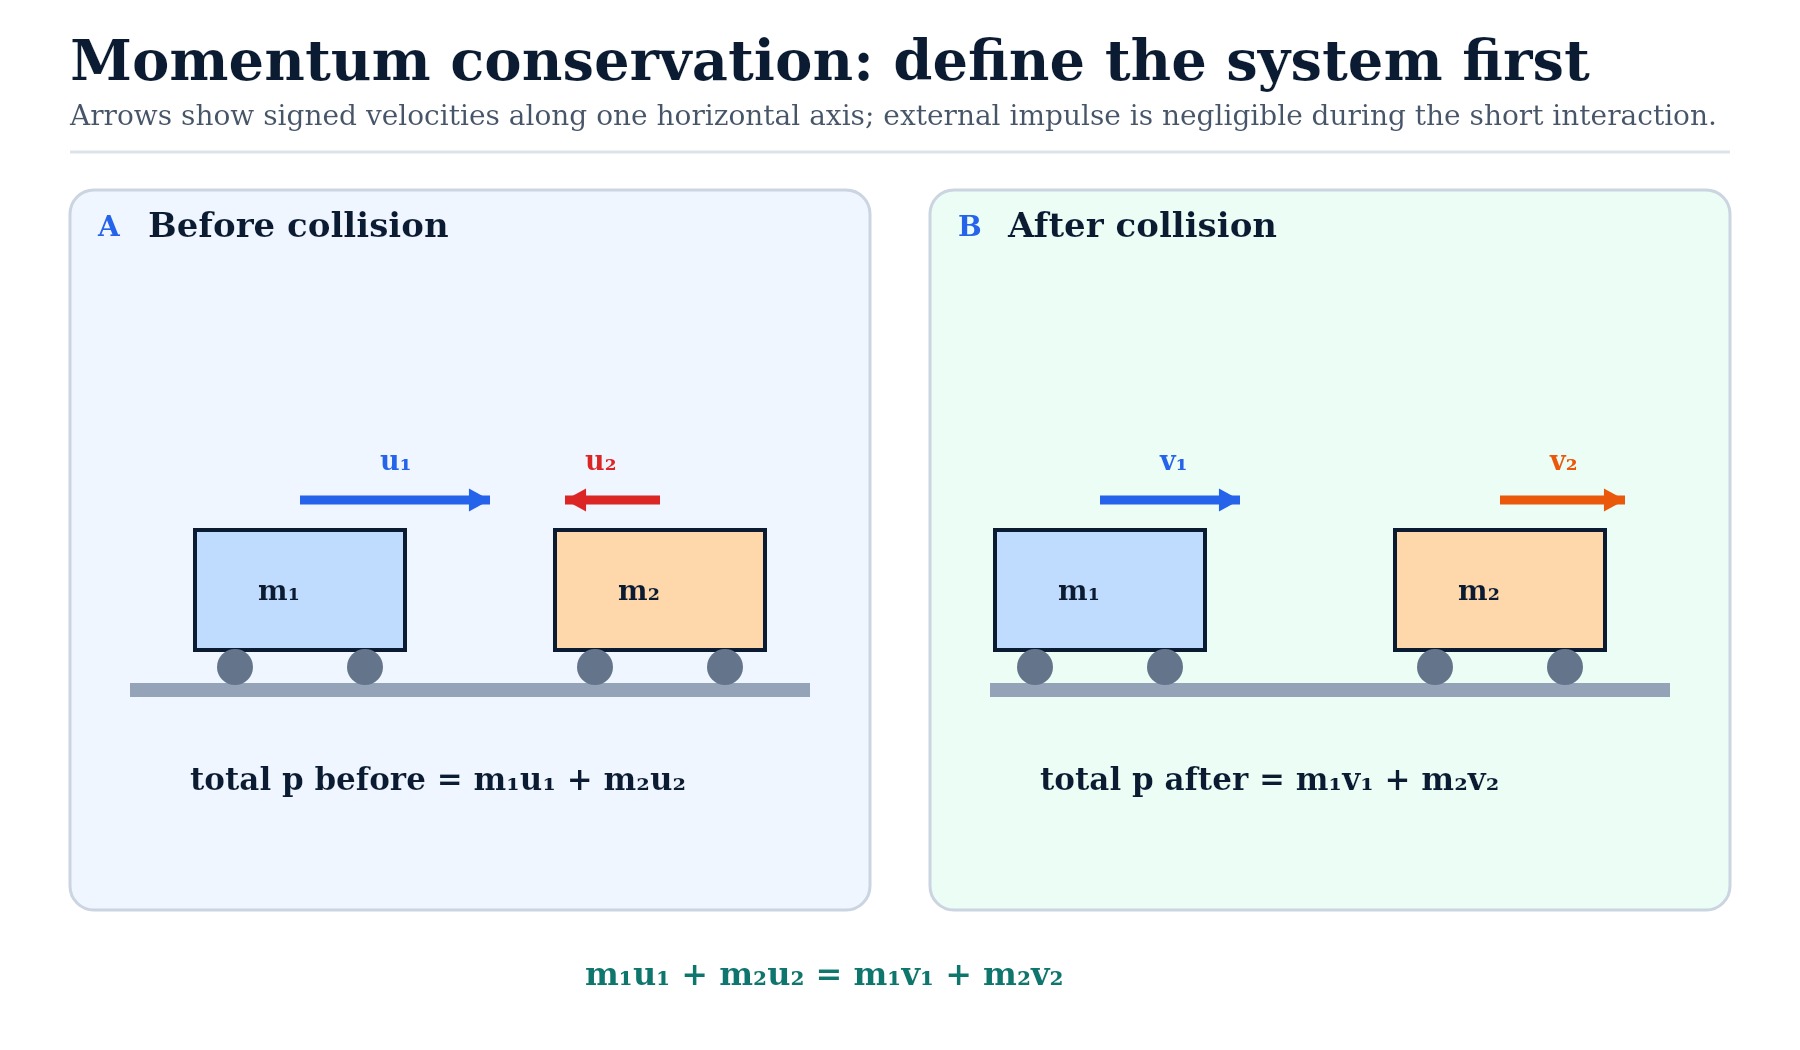 Momentum conservation: define the system first
Arrows show signed velocities along one horizontal axis; external impulse is negligible during the short interaction.
A Before collision
u₁
u₂
m₁
m₂
total p before = m₁u₁ + m₂u₂
B After collision
v₁
v₂
m₁
m₂
total p after = m₁v₁ + m₂v₂
m₁u₁ + m₂u₂ = m₁v₁ + m₂v₂